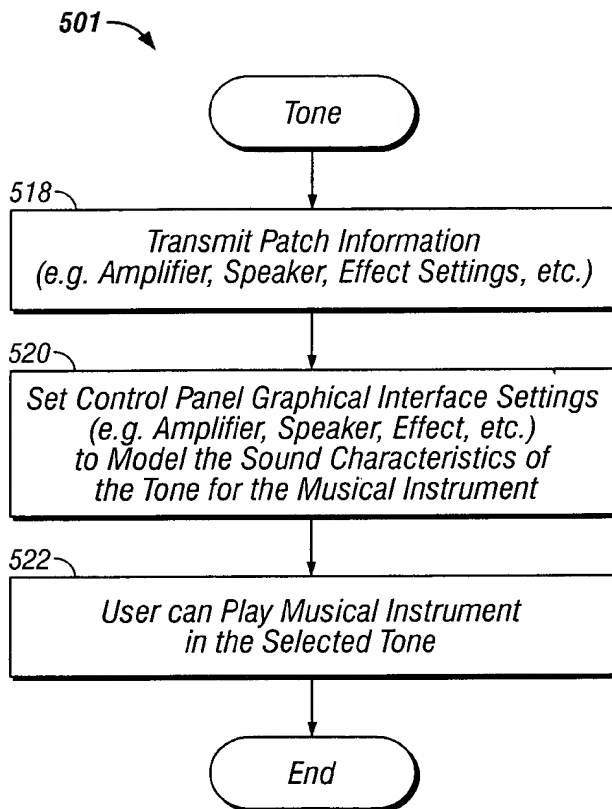 501
Tone
518
Transmit Patch Information
(e.g. Amplifier, Speaker, Effect Settings, etc.)
520
Set Control Panel Graphical Interface Settings
(e.g. Amplifier, Speaker, Effect, etc.)
to Model the Sound Characteristics of
the Tone for the Musical Instrument
522
User can Play Musical Instrument
in the Selected Tone
End